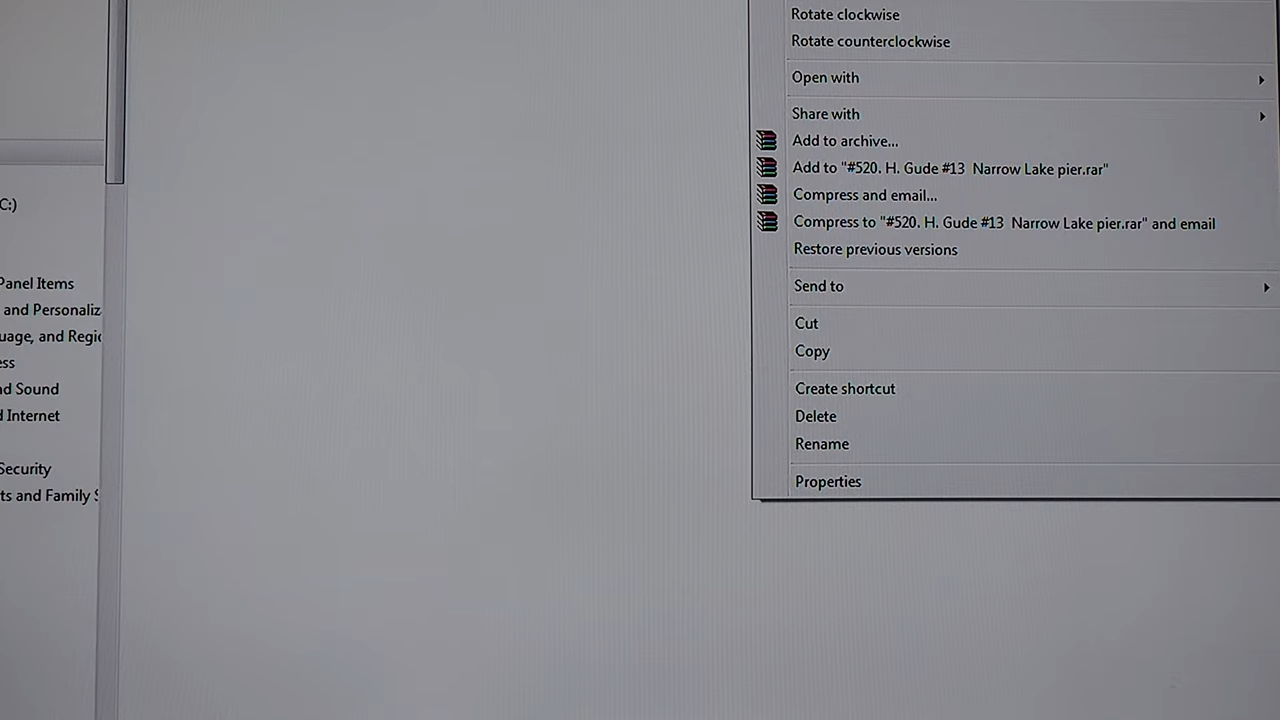 C:)
Panel Items
and Personaliz
uage, and Regio
ess
nd Sound
d Internet
Security
ts and Family S
Rotate clockwise
Rotate counterclockwise
Open with
Share with
Add to archive...
Add to "#520. H. Gude #13  Narrow Lake pier.rar"
Compress and email...
Compress to "#520. H. Gude #13  Narrow Lake pier.rar" and email
Restore previous versions
Send to
Cut
Copy
Create shortcut
Delete
Rename
Properties